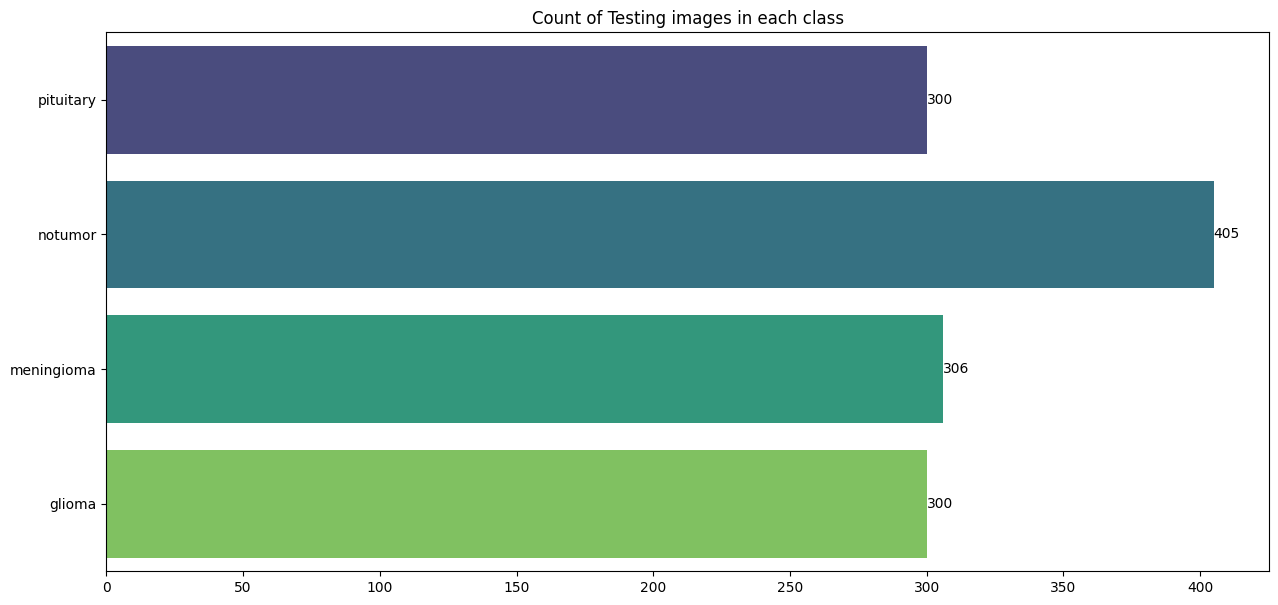 Count of Testing images in each class
pituitary
300
notumor
405
meningioma
306
glioma
300
0 50 100 150 200 250 300 350 400